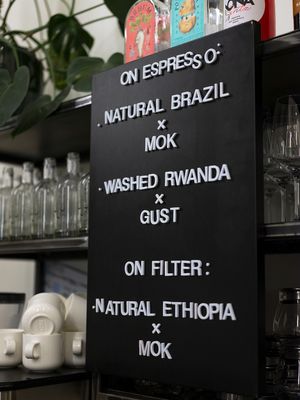 ON ESPRESSO:
. NATURAL BRAZIL
x
MOK
. WASHED RWANDA
x
GUST
ON FILTER:
. NATURAL ETHIOPIA
x
MOK